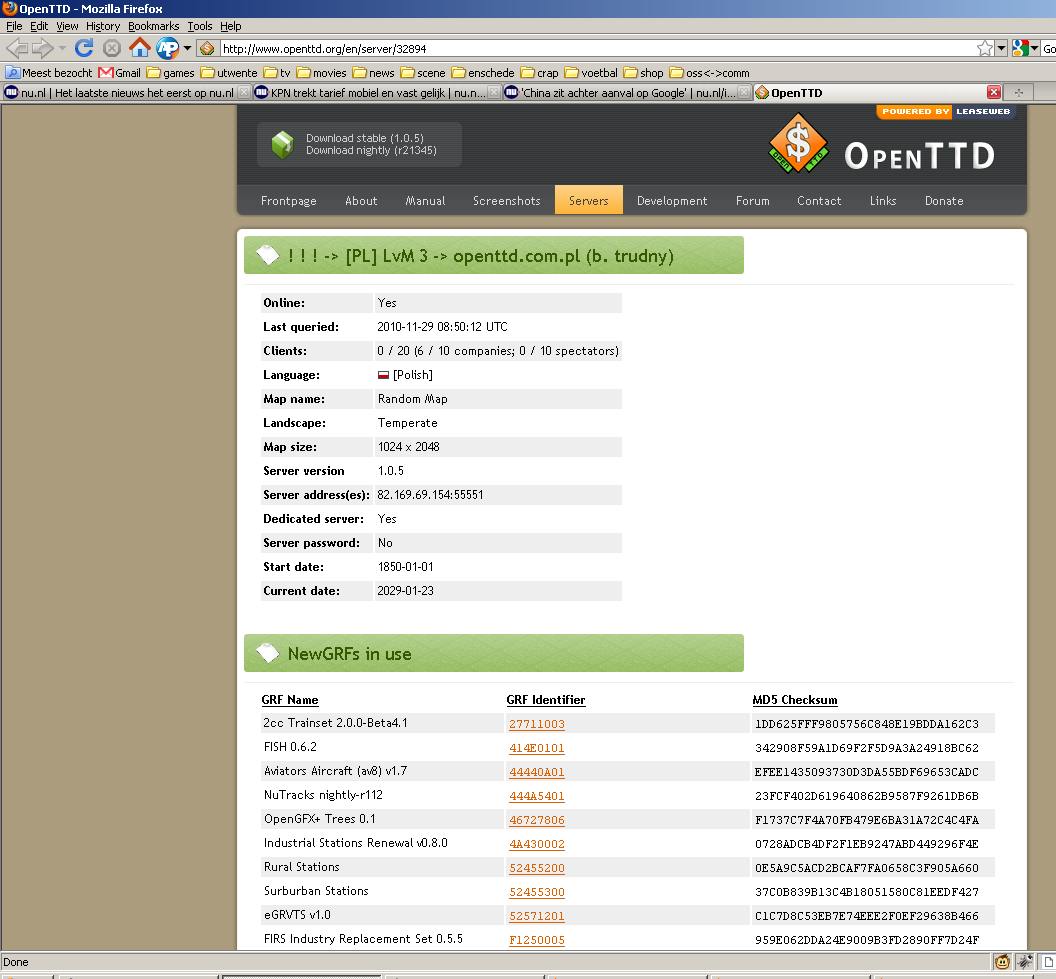 OpenTTD - Mozilla Firefox
File Edit View History Bookmarks Tools Help
http://www.openttd.org/en/server/32894
Meest bezocht Gmail games utwente tv movies news scene enschede crap voetbal shop oss<->comm
nu.nl | Het laatste nieuws het eerst op nu.nl KPN trekt tarief mobiel en vast gelijk | nu.n... 'China zit achter aanval op Google' | nu.nl/i... OpenTTD
POWERED BY LEASEWEB
Download stable (1.0.5)
Download nightly (r21345)
OPEN TTD
OpenTTD
Frontpage About Manual Screenshots Servers Development Forum Contact Links Donate
! ! ! -> [PL] LvM 3 -> openttd.com.pl (b. trudny)
Online: Yes
Last queried: 2010-11-29 08:50:12 UTC
Clients: 0 / 20 (6 / 10 companies; 0 / 10 spectators)
Language: [Polish]
Map name: Random Map
Landscape: Temperate
Map size: 1024 x 2048
Server version 1.0.5
Server address(es): 82.169.69.154:55551
Dedicated server: Yes
Server password: No
Start date: 1850-01-01
Current date: 2029-01-23
NewGRFs in use
GRF Name GRF Identifier MD5 Checksum
2cc Trainset 2.0.0-Beta4.1 27711003 1DD625FFF9805756C848E19BDDA162C3
FISH 0.6.2 414E0101 342908F59A1D69F2F5D9A3A24918BC62
Aviators Aircraft (av8) v1.7 44440A01 EFEE1435093730D3DA55BDF69653CADC
NuTracks nightly-r112 444A5401 23FCF402D619640862B9587F9261DB6B
OpenGFX+ Trees 0.1 46727806 F1737C7F4A70FB479E6BA31A72C4C4FA
Industrial Stations Renewal v0.8.0 4A430002 0728ADCB4DF2F1EB9247ABD449296F4E
Rural Stations 52455200 0E5A9C5ACD2BCAF7FA0658C3F905A660
Surburban Stations 52455300 37C0B839B13C4B18051580C81EEDF427
eGRVTS v1.0 52571201 C1C7D8C53EB7E74EEE2F0EF29638B466
FIRS Industry Replacement Set 0.5.5 F1250005 959E062DDA24E9009B3FD2890FF7D24F
Done